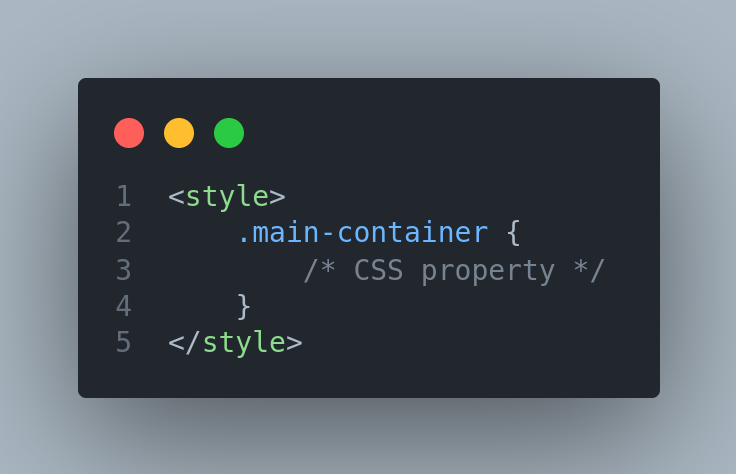 1 <style>
2     .main-container {
3         /* CSS property */
4     }
5 </style>